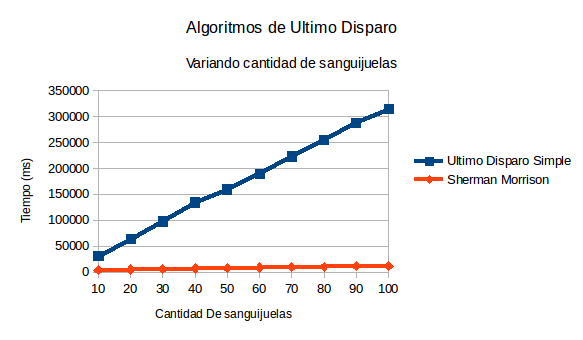 Algoritmos de Ultimo Disparo
Variando cantidad de sanguijuelas
350000
300000
250000
200000
150000
100000
50000
0
Tiempo (ms)
10 20 30 40 50 60 70 80 90 100
Cantidad De sanguijuelas
Ultimo Disparo Simple
Sherman Morrison